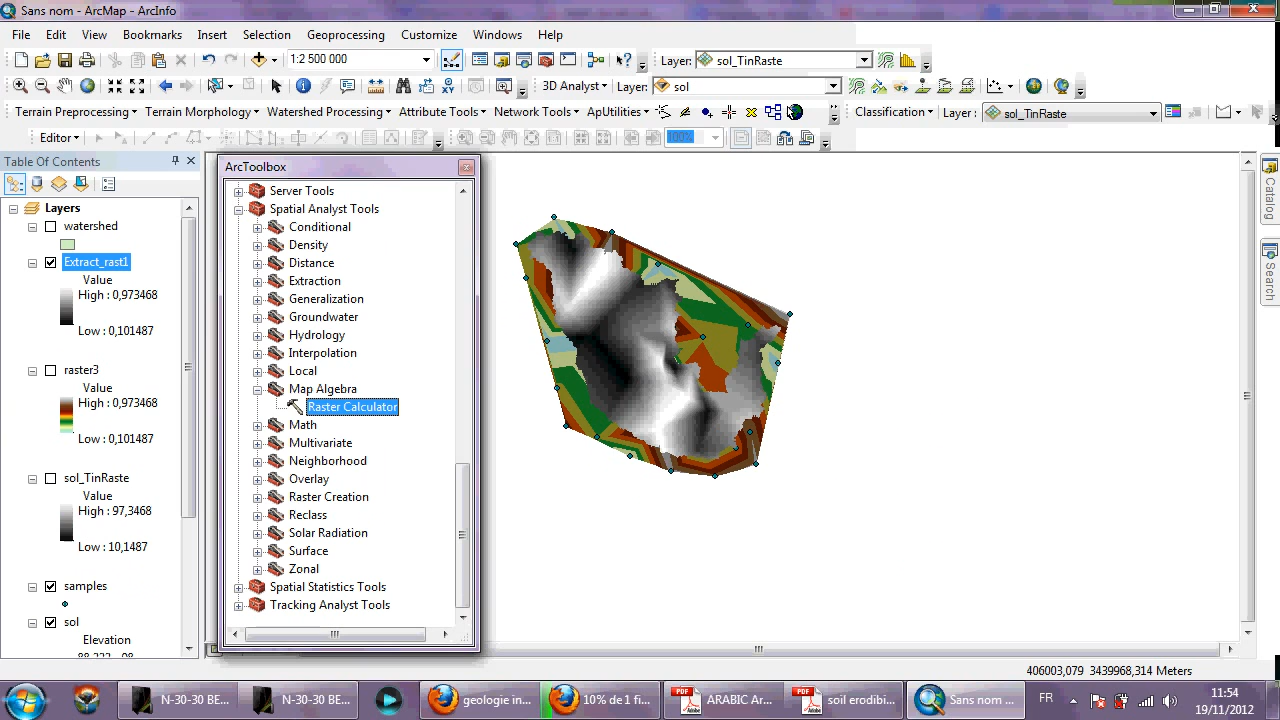 Sans nom - ArcMap - ArcInfo
File Edit View Bookmarks Insert Selection Geoprocessing Customize Windows Help
1:2 500 000
Layer: sol_TinRaste
3D Analyst Layer: sol
Terrain Preprocessing Terrain Morphology Watershed Processing Attribute Tools Network Tools ApUtilities
Classification Layer : sol_TinRaste
Editor 100%
Table Of Contents
Layers
watershed
Extract_rast1
Value
High : 0,973468
Low : 0,101487
raster3
Value
High : 0,973468
Low : 0,101487
sol_TinRaste
Value
High : 97,3468
Low : 10,1487
samples
sol
Elevation
ArcToolbox
Server Tools
Spatial Analyst Tools
Conditional
Density
Distance
Extraction
Generalization
Groundwater
Hydrology
Interpolation
Local
Map Algebra
Raster Calculator
Math
Multivariate
Neighborhood
Overlay
Raster Creation
Reclass
Solar Radiation
Surface
Zonal
Spatial Statistics Tools
Tracking Analyst Tools
Catalog
Search
406003,079 3439968,314 Meters
N-30-30 BE...
N-30-30 BE...
geologie in...
10% de1 fi...
ARABIC Ar...
soil erodibi...
Sans nom ...
FR
11:54
19/11/2012